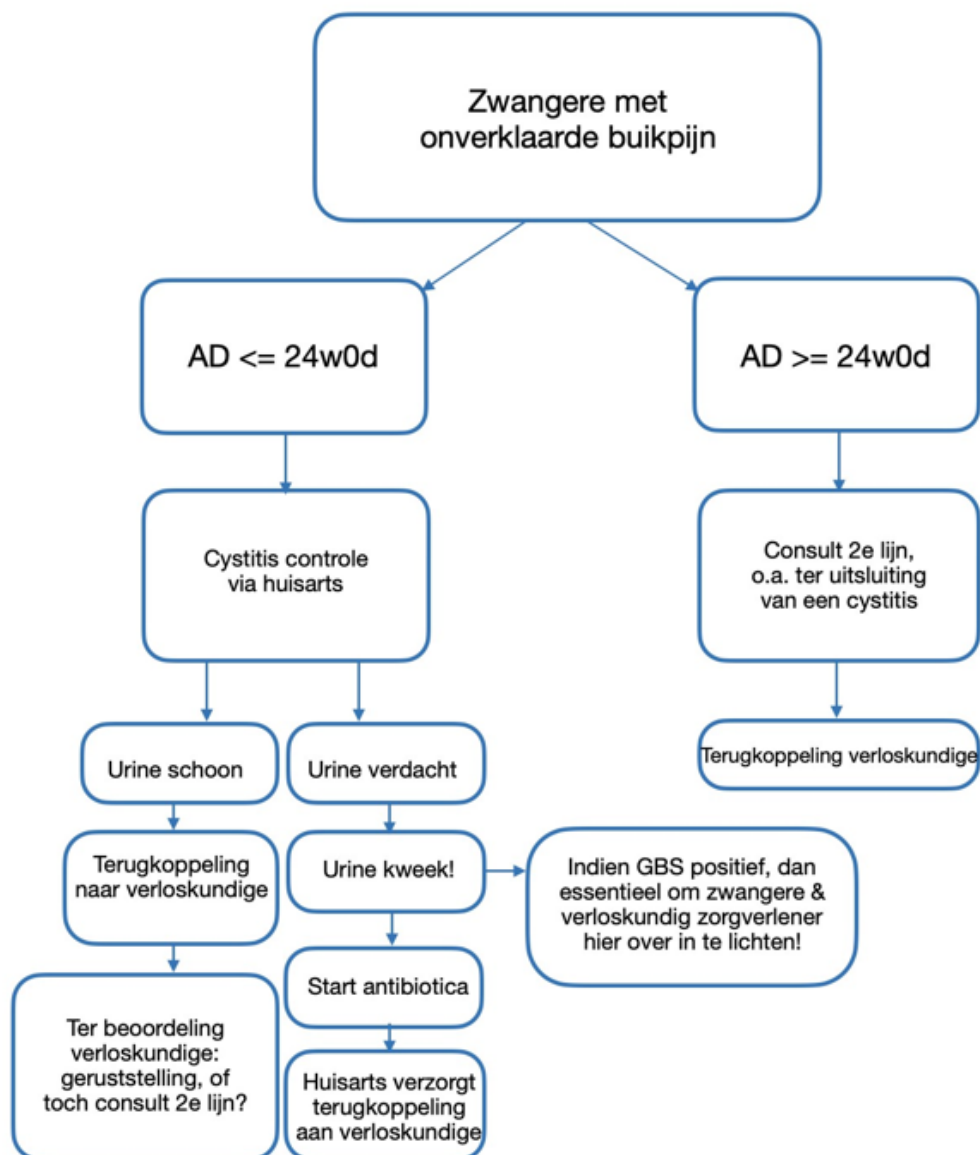 Zwangere met
onverklaarde buikpijn
AD <= 24w0d
AD >= 24w0d
Cystitis controle
via huisarts
Consult 2e lijn,
o.a. ter uitsluiting
van een cystitis
Urine schoon
Urine verdacht
Terugkoppeling verloskundige
Terugkoppeling
naar verloskundige
Urine kweek!
Indien GBS positief, dan
essentieel om zwangere &
verloskundig zorgverlener
hier over in te lichten!
Start antibiotica
Ter beoordeling
verloskundige:
geruststelling, of
toch consult 2e lijn?
Huisarts verzorgt
terugkoppeling
aan verloskundige